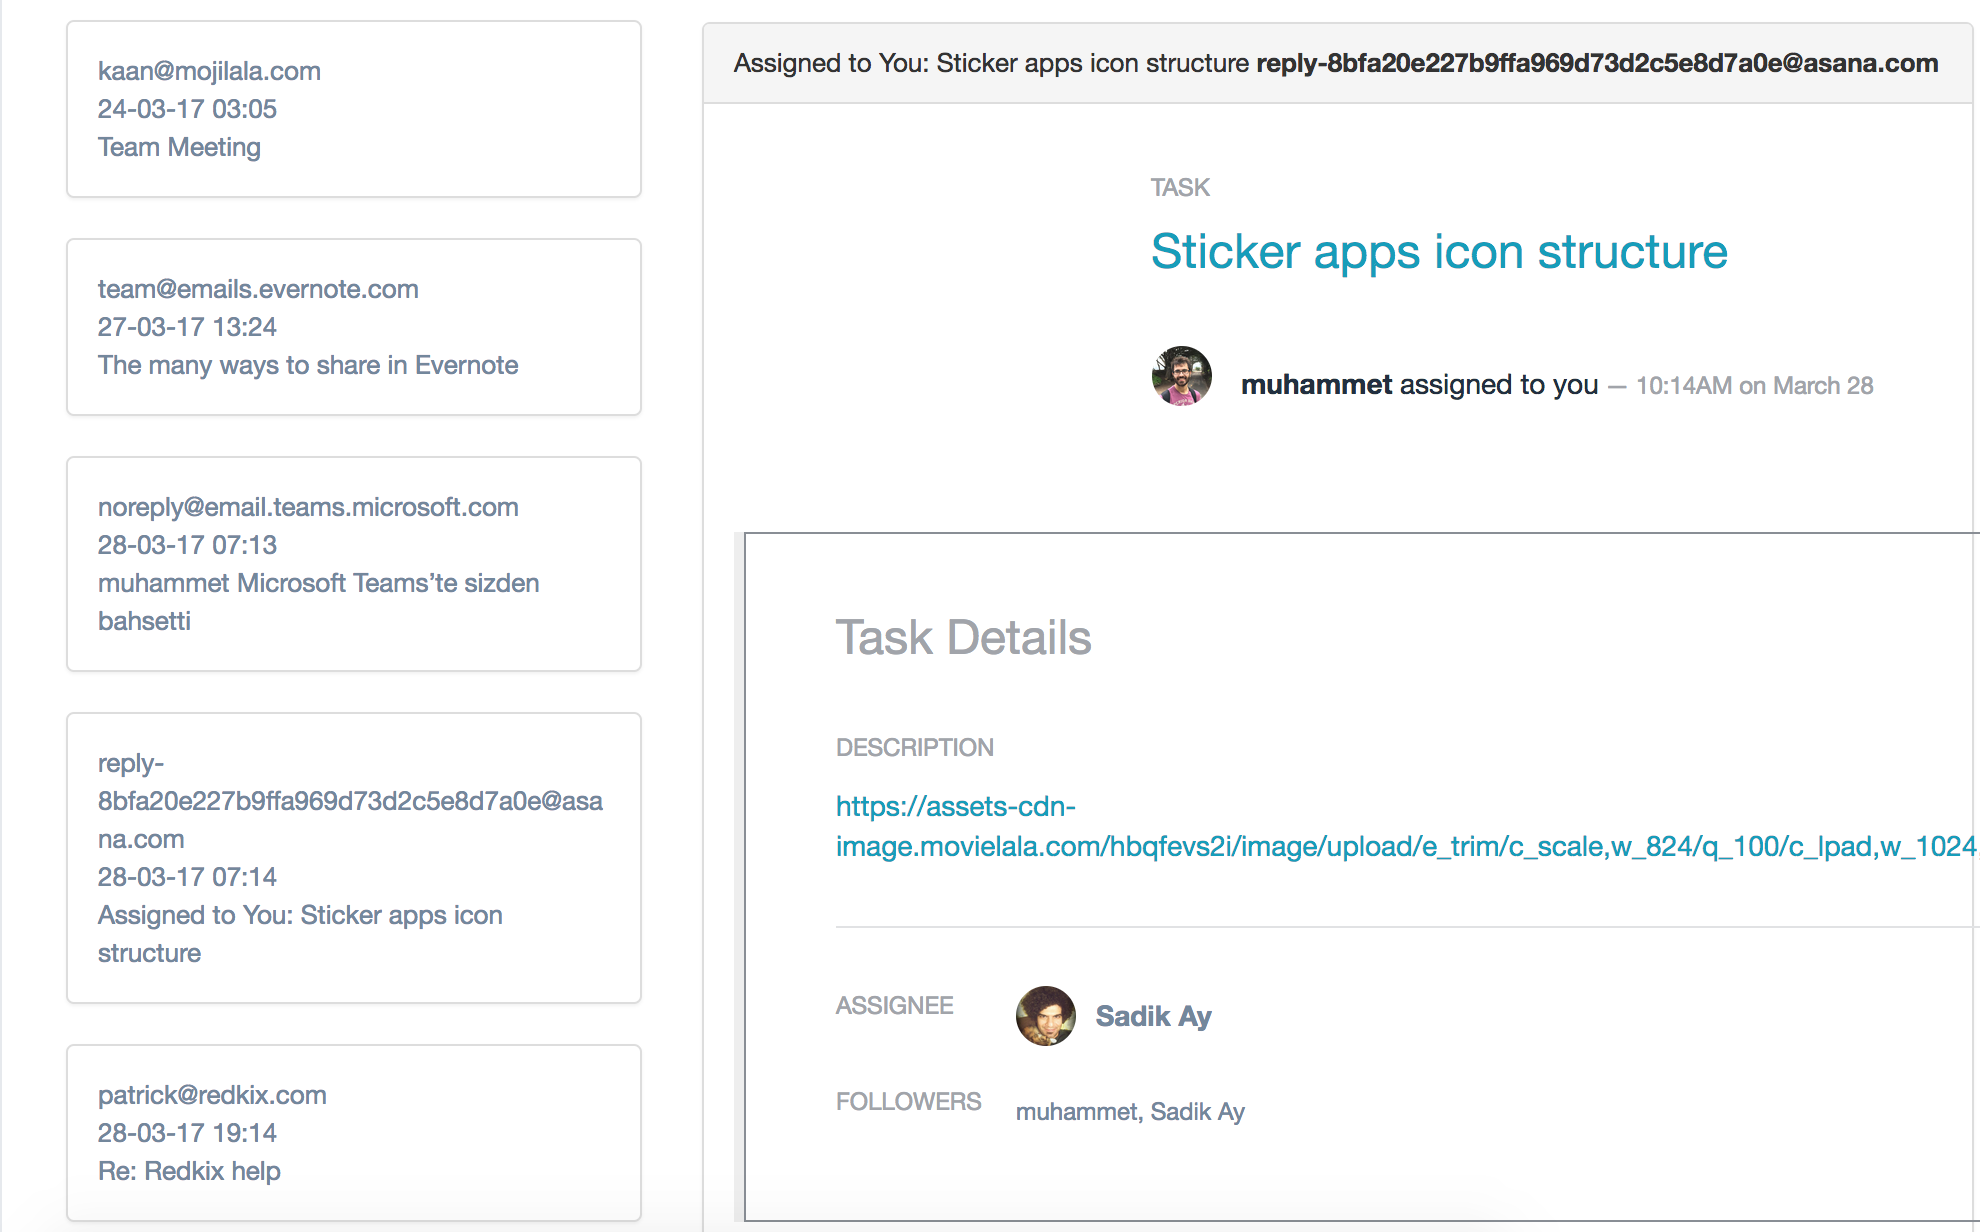 kaan@mojilala.com
24-03-17 03:05
Team Meeting
team@emails.evernote.com
27-03-17 13:24
The many ways to share in Evernote
noreply@email.teams.microsoft.com
28-03-17 07:13
muhammet Microsoft Teams’te sizden
bahsetti
reply-
8bfa20e227b9ffa969d73d2c5e8d7a0e@asa
na.com
28-03-17 07:14
Assigned to You: Sticker apps icon
structure
patrick@redkix.com
28-03-17 19:14
Re: Redkix help
Assigned to You: Sticker apps icon structure reply-8bfa20e227b9ffa969d73d2c5e8d7a0e@asana.com
TASK
Sticker apps icon structure
muhammet assigned to you — 10:14AM on March 28
Task Details
DESCRIPTION
https://assets-cdn-
image.movielala.com/hbqfevs2i/image/upload/e_trim/c_scale,w_824/q_100/c_lpad,w_1024,
ASSIGNEE
Sadik Ay
FOLLOWERS
muhammet, Sadik Ay